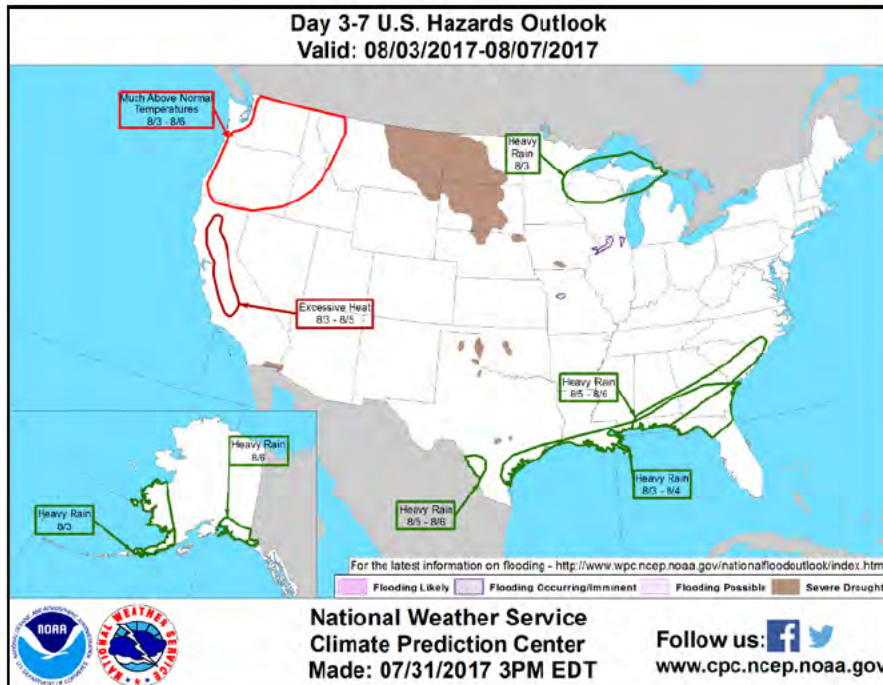 Day 3-7 U.S. Hazards Outlook
Valid: 08/03/2017-08/07/2017
Much Above Normal
Temperatures
8/3 - 8/6
Heavy
Rain
8/3
Excessive Heat
8/3 - 8/5
Heavy Rain
8/5 - 8/6
Heavy Rain
8/6
Heavy Rain
8/3
Heavy Rain
8/5 - 8/6
Heavy Rain
8/3 - 8/4
For the latest information on flooding - http://www.wpc.ncep.noaa.gov/nationalfloodoutlook/index.htm
Flooding Likely
Flooding Occurring/Imminent
Flooding Possible
Severe Drought
NOAA
NATIONAL WEATHER SERVICE
National Weather Service
Climate Prediction Center
Made: 07/31/2017 3PM EDT
Follow us:
www.cpc.ncep.noaa.gov